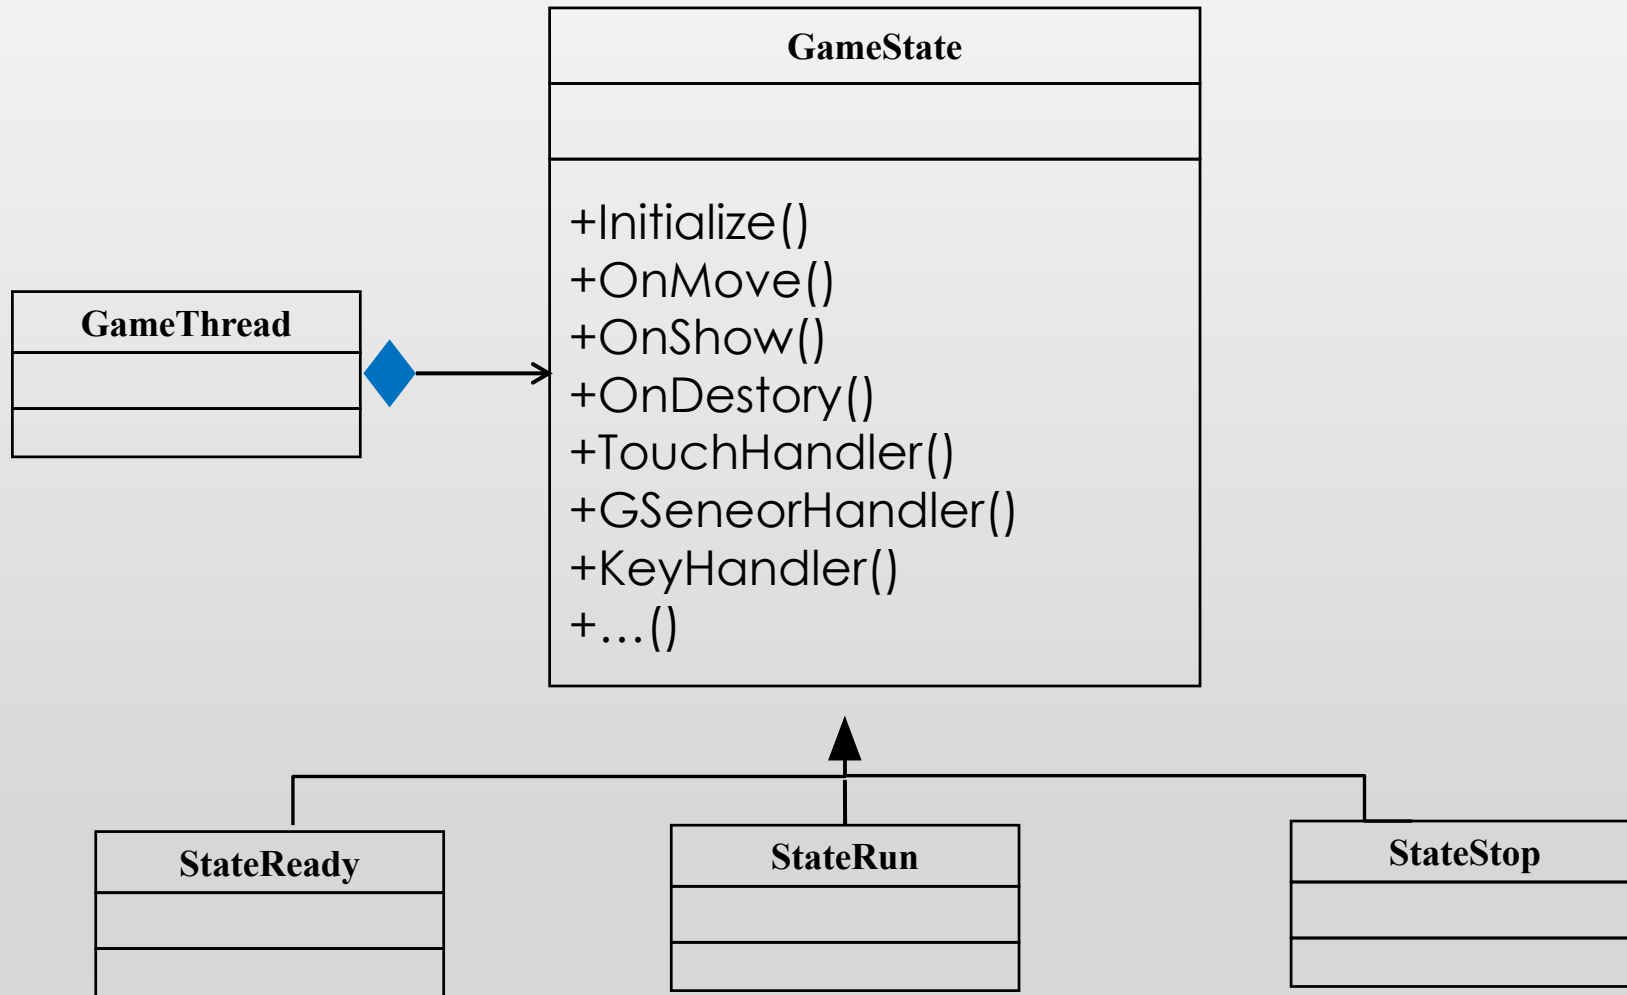 GameState
+Initialize()
+OnMove()
+OnShow()
+OnDestory()
+TouchHandler()
+GSeneorHandler()
+KeyHandler()
+...()
GameThread
StateReady
StateRun
StateStop